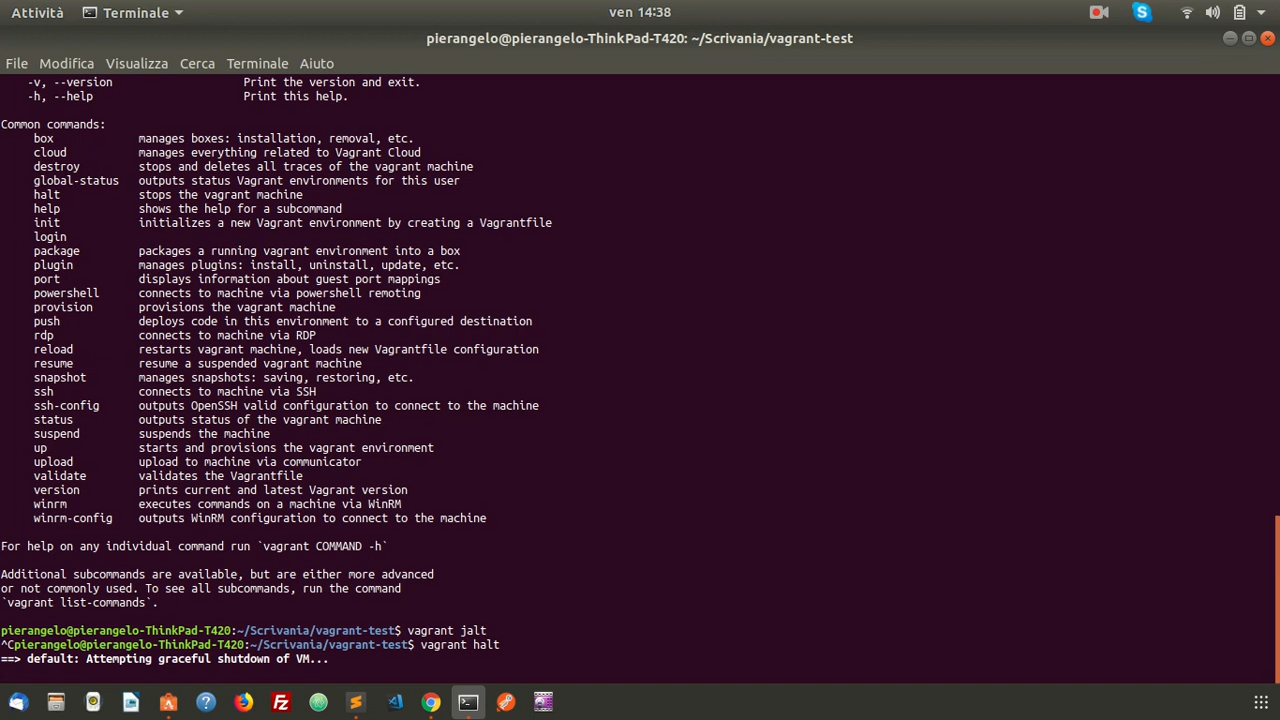 Attività Terminale ven 14:38
pierangelo@pierangelo-ThinkPad-T420: ~/Scrivania/vagrant-test
File Modifica Visualizza Cerca Terminale Aiuto
-v, --version Print the version and exit.
-h, --help Print this help.
Common commands:
box manages boxes: installation, removal, etc.
cloud manages everything related to Vagrant Cloud
destroy stops and deletes all traces of the vagrant machine
global-status outputs status Vagrant environments for this user
halt stops the vagrant machine
help shows the help for a subcommand
init initializes a new Vagrant environment by creating a Vagrantfile
login
package packages a running vagrant environment into a box
plugin manages plugins: install, uninstall, update, etc.
port displays information about guest port mappings
powershell connects to machine via powershell remoting
provision provisions the vagrant machine
push deploys code in this environment to a configured destination
rdp connects to machine via RDP
reload restarts vagrant machine, loads new Vagrantfile configuration
resume resume a suspended vagrant machine
snapshot manages snapshots: saving, restoring, etc.
ssh connects to machine via SSH
ssh-config outputs OpenSSH valid configuration to connect to the machine
status outputs status of the vagrant machine
suspend suspends the machine
up starts and provisions the vagrant environment
upload upload to machine via communicator
validate validates the Vagrantfile
version prints current and latest Vagrant version
winrm executes commands on a machine via WinRM
winrm-config outputs WinRM configuration to connect to the machine
For help on any individual command run `vagrant COMMAND -h`
Additional subcommands are available, but are either more advanced
or not commonly used. To see all subcommands, run the command
`vagrant list-commands`.
pierangelo@pierangelo-ThinkPad-T420:~/Scrivania/vagrant-test$ vagrant jalt
^Cpierangelo@pierangelo-ThinkPad-T420:~/Scrivania/vagrant-test$ vagrant halt
==> default: Attempting graceful shutdown of VM...